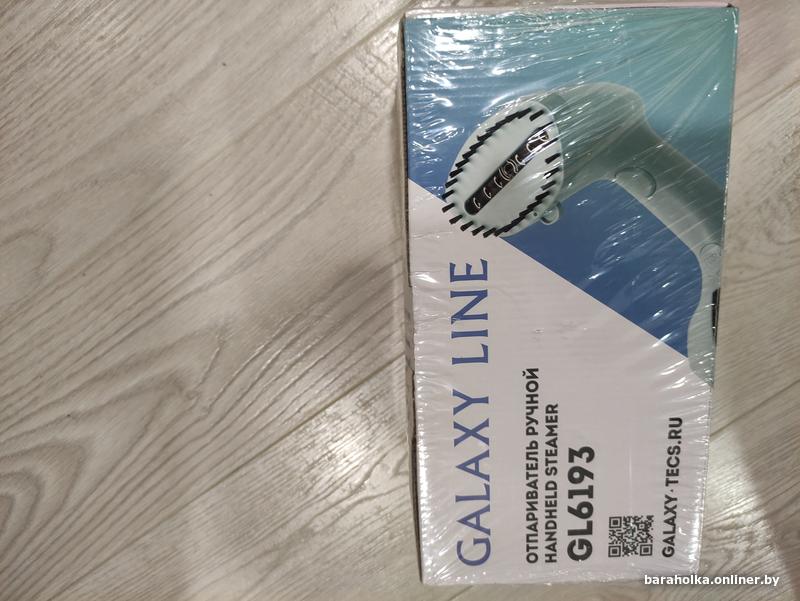 GALAXY LINE
ОТПАРИВАТЕЛЬ РУЧНОЙ
HANDHELD STEAMER
GL6193
GALAXY-TECS.RU
baraholka.onliner.by